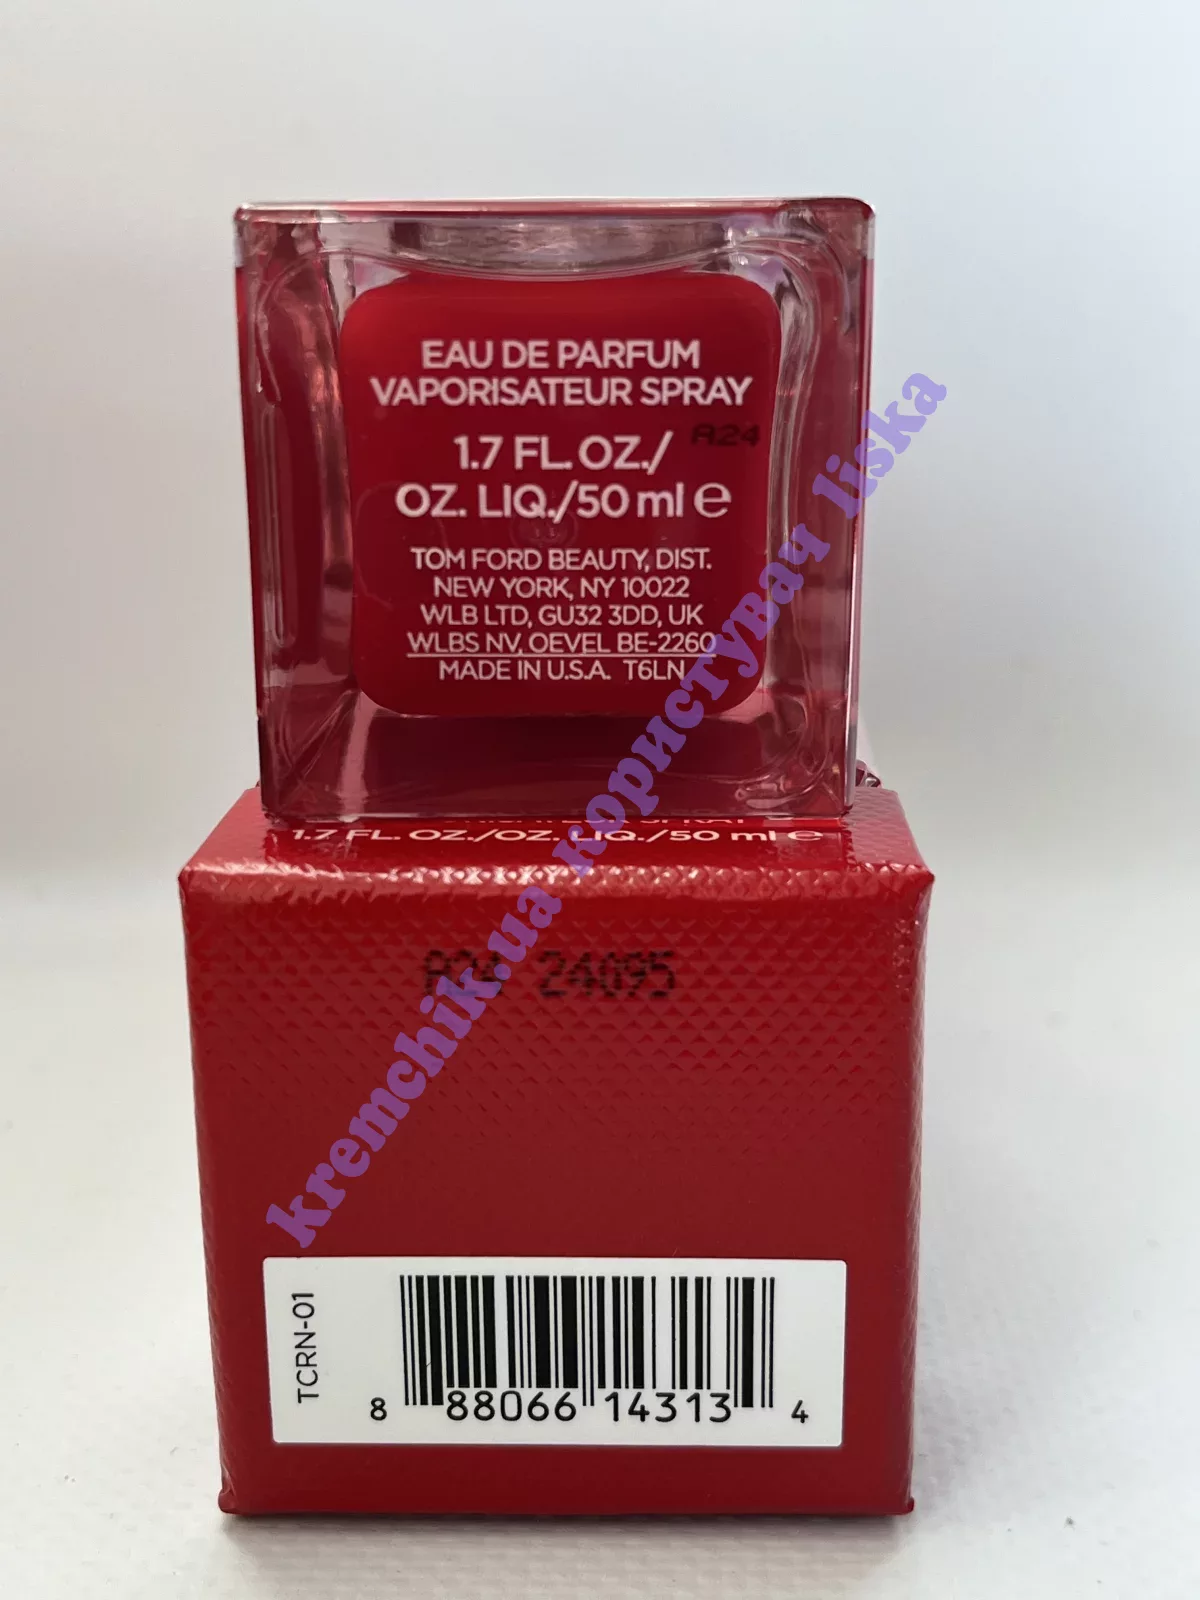 EAU DE PARFUM
VAPORISATEUR SPRAY
A24
1.7 FL. OZ./
OZ. LIQ./50 ml ℮
TOM FORD BEAUTY, DIST.
NEW YORK, NY 10022
WLB LTD, GU32 3DD, UK
WLBS NV, OEVEL BE-2260
MADE IN U.S.A. T6LN
1.7 FL. OZ./OZ. LIQ./50 ml ℮
A24 24095
kremchik.ua користувач liska
TCRN-01
8 88066 14313 4